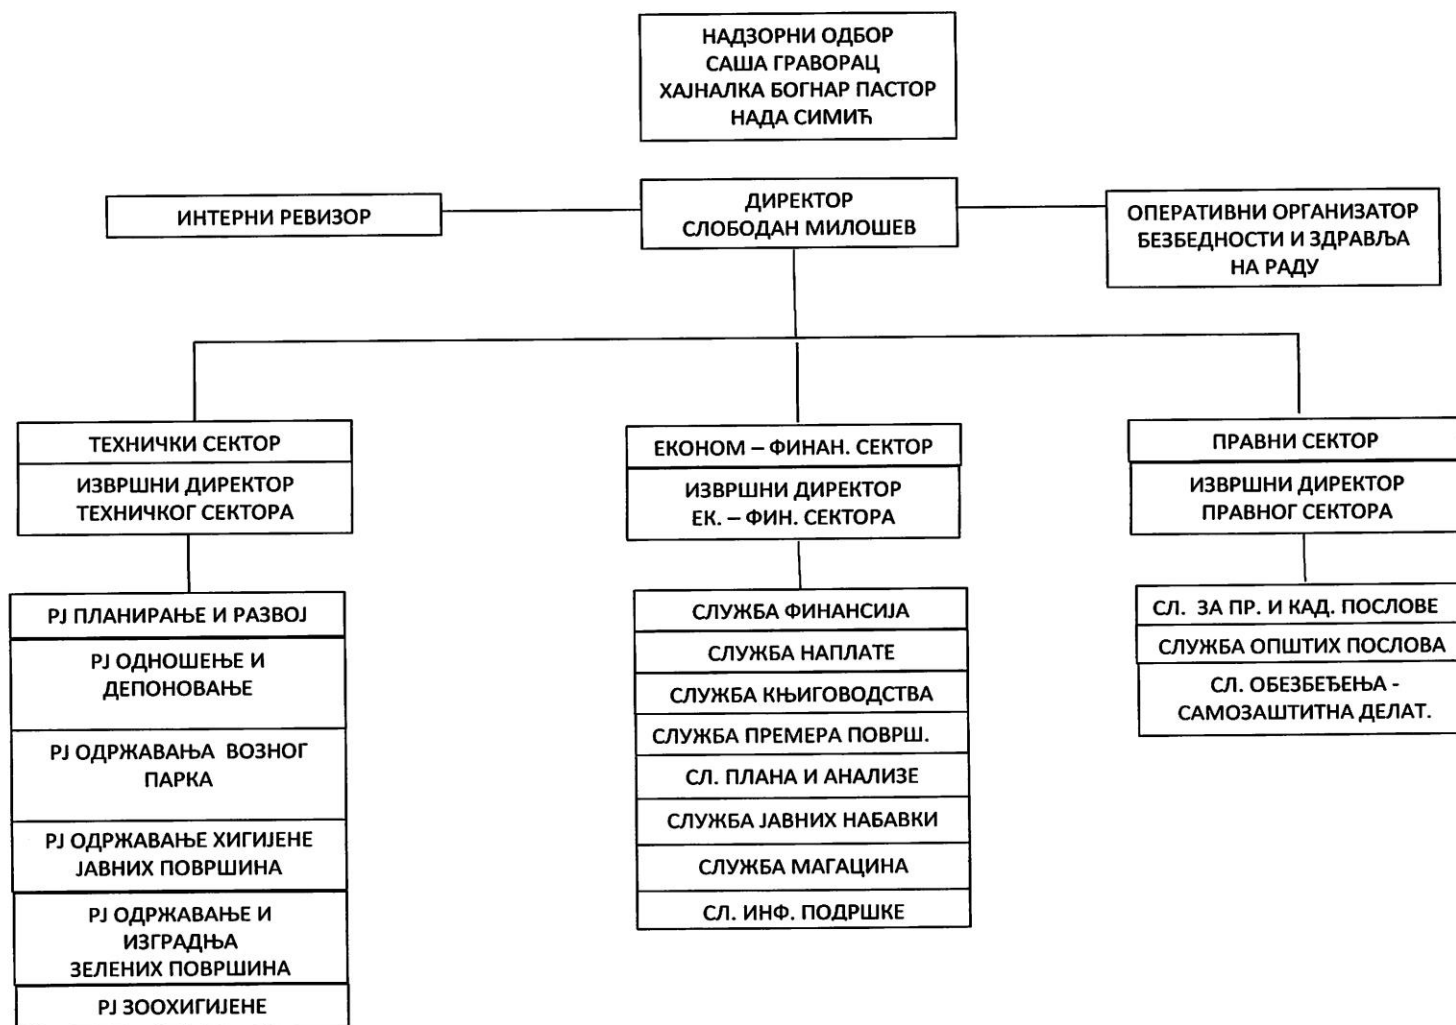 НАДЗОРНИ ОДБОР
САША ГРАВОРАЦ
ХАЈНАЛКА БОГНАР ПАСТОР
НАДА СИМИЋ
ИНТЕРНИ РЕВИЗОР
ДИРЕКТОР
СЛОБОДАН МИЛОШЕВ
ОПЕРАТИВНИ ОРГАНИЗАТОР
БЕЗБЕДНОСТИ И ЗДРАВЉА
НА РАДУ
ТЕХНИЧКИ СЕКТОР
ИЗВРШНИ ДИРЕКТОР
ТЕХНИЧКОГ СЕКТОРА
РЈ ПЛАНИРАЊЕ И РАЗВОЈ
РЈ ОДНОШЕЊЕ И
ДЕПОНОВАЊЕ
РЈ ОДРЖАВАЊА ВОЗНОГ
ПАРКА
РЈ ОДРЖАВАЊЕ ХИГИЈЕНЕ
ЈАВНИХ ПОВРШИНА
РЈ ОДРЖАВАЊЕ И
ИЗГРАДЊА
ЗЕЛЕНИХ ПОВРШИНА
РЈ ЗООХИГИЈЕНЕ
ЕКОНОМ – ФИНАН. СЕКТОР
ИЗВРШНИ ДИРЕКТОР
ЕК. – ФИН. СЕКТОРА
СЛУЖБА ФИНАНСИЈА
СЛУЖБА НАПЛАТЕ
СЛУЖБА КЊИГОВОДСТВА
СЛУЖБА ПРЕМЕРА ПОВРШ.
СЛ. ПЛАНА И АНАЛИЗЕ
СЛУЖБА ЈАВНИХ НАБАВКИ
СЛУЖБА МАГАЦИНА
СЛ. ИНФ. ПОДРШКЕ
ПРАВНИ СЕКТОР
ИЗВРШНИ ДИРЕКТОР
ПРАВНОГ СЕКТОРА
СЛ. ЗА ПР. И КАД. ПОСЛОВЕ
СЛУЖБА ОПШТИХ ПОСЛОВА
СЛ. ОБЕЗБЕЂЕЊА -
САМОЗАШТИТНА ДЕЛАТ.